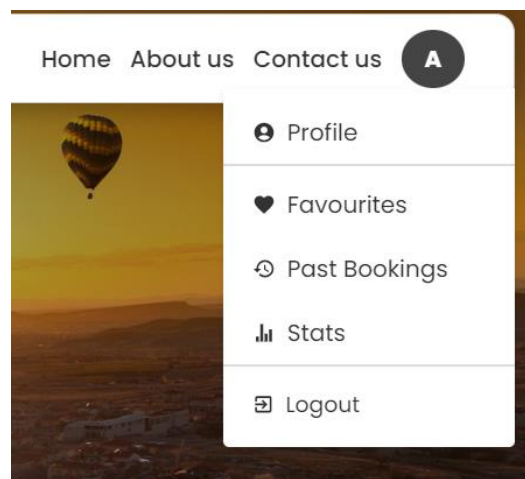 Home About us Contact us A
Profile
Favourites
Past Bookings
Stats
Logout